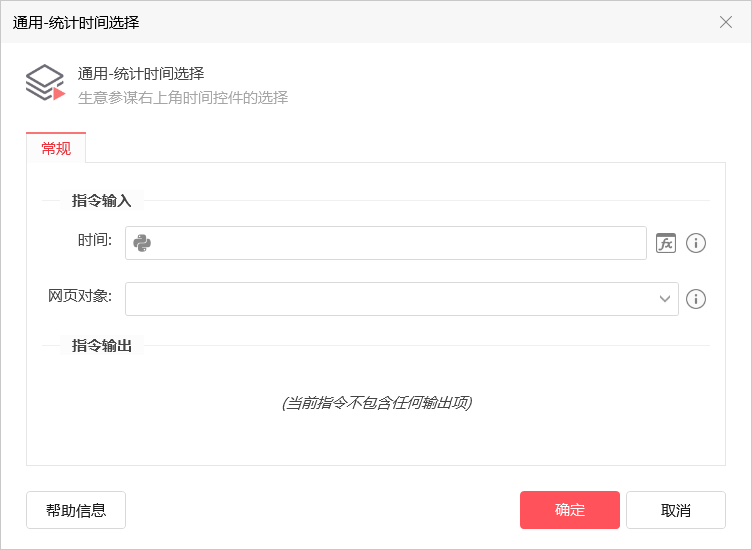 通用-统计时间选择
通用-统计时间选择
生意参谋右上角时间控件的选择
常规
指令输入
时间:
fx
网页对象:
指令输出
(当前指令不包含任何输出项)
帮助信息
确定
取消